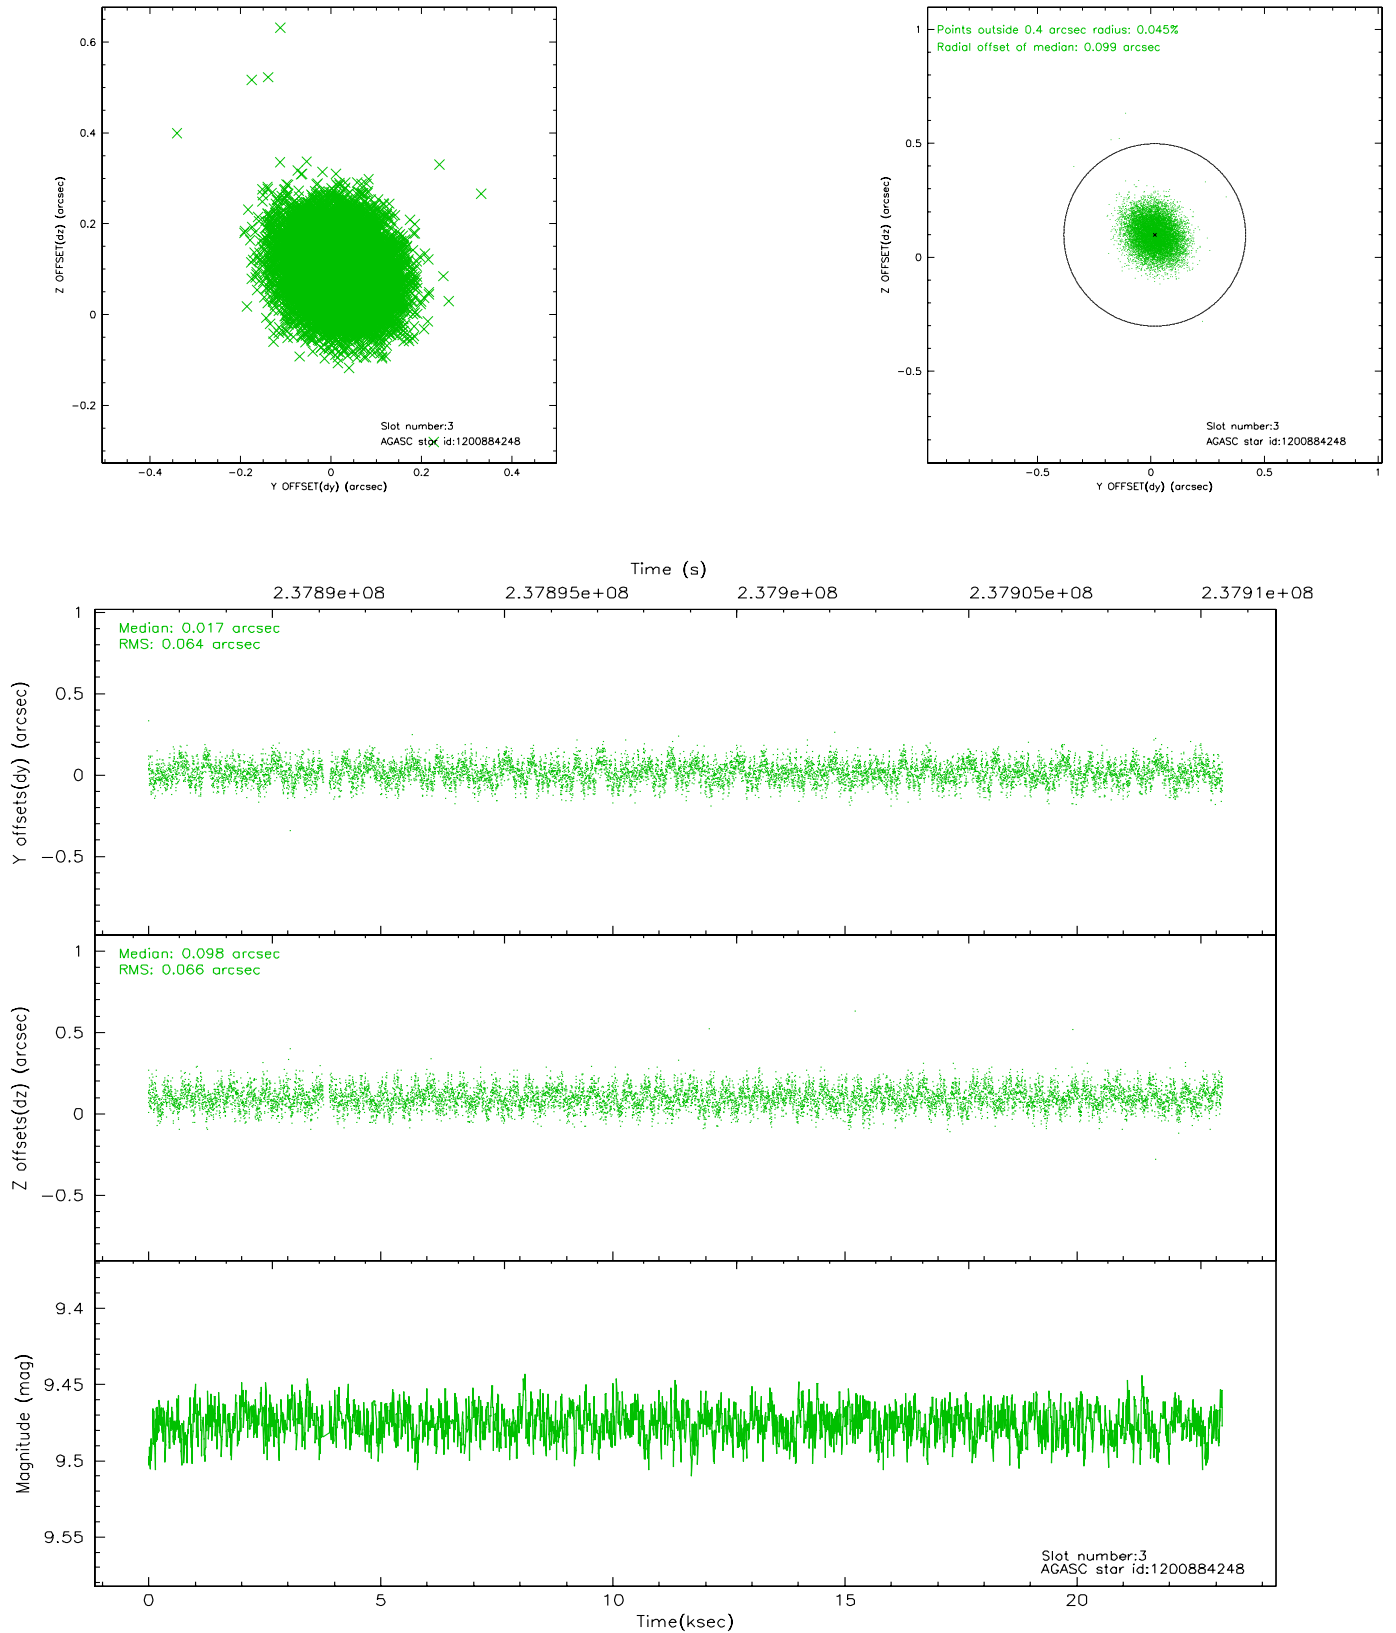 0.6
0.4
0.2
0
−0.2
Z OFFSET(dz) (arcsec)
−0.4 −0.2 0 0.2 0.4
Y OFFSET(dy) (arcsec)
Slot number:3
AGASC star id:1200884248
Points outside 0.4 arcsec radius: 0.045%
Radial offset of median: 0.099 arcsec
1
0.5
0
−0.5
Z OFFSET(dz) (arcsec)
−0.5 0 0.5 1
Y OFFSET(dy) (arcsec)
Slot number:3
AGASC star id:1200884248
Time (s)
2.3789e+08 2.37895e+08 2.379e+08 2.37905e+08 2.3791e+08
Median: 0.017 arcsec
RMS: 0.064 arcsec
1
0.5
0
−0.5
Y offsets(dy) (arcsec)
Median: 0.098 arcsec
RMS: 0.066 arcsec
1
0.5
0
−0.5
Z offsets(dz) (arcsec)
9.4
9.45
9.5
9.55
Magnitude (mag)
Slot number:3
AGASC star id:1200884248
0 5 10 15 20
Time(ksec)